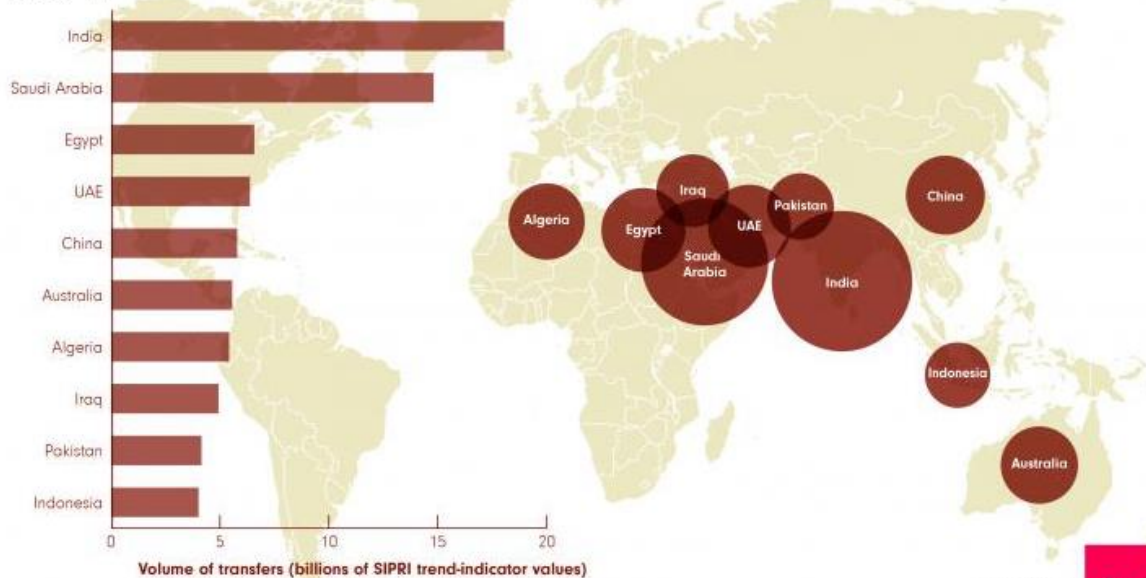 India
Saudi Arabia
Egypt
UAE
China
Australia
Algeria
Iraq
Pakistan
Indonesia
0 5 10 15 20
Volume of transfers (billions of SIPRI trend-indicator values)
Algeria
Egypt
Iraq
Saudi
Arabia
UAE
Pakistan
India
China
Indonesia
Australia